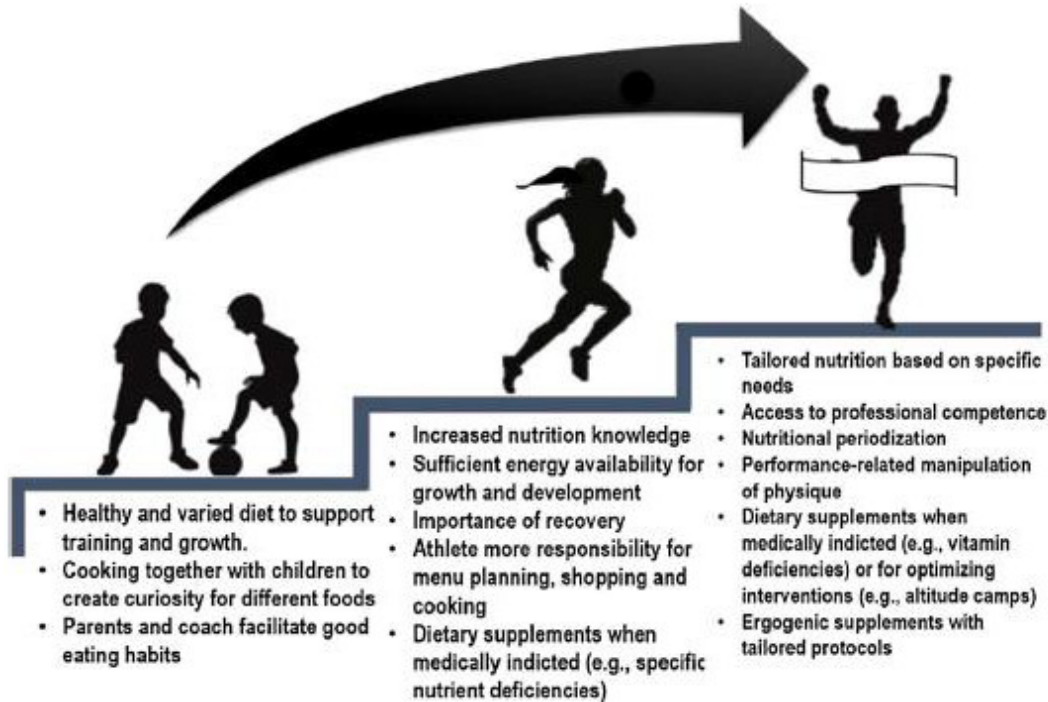 • Healthy and varied diet to support
training and growth.
• Cooking together with children to
create curiosity for different foods
• Parents and coach facilitate good
eating habits
• Increased nutrition knowledge
• Sufficient energy availability for
growth and development
• Importance of recovery
• Athlete more responsibility for
menu planning, shopping and
cooking
• Dietary supplements when
medically indicted (e.g., specific
nutrient deficiencies)
• Tailored nutrition based on specific
needs
• Access to professional competence
• Nutritional periodization
• Performance-related manipulation
of physique
• Dietary supplements when
medically indicted (e.g., vitamin
deficiencies) or for optimizing
interventions (e.g., altitude camps)
• Ergogenic supplements with
tailored protocols